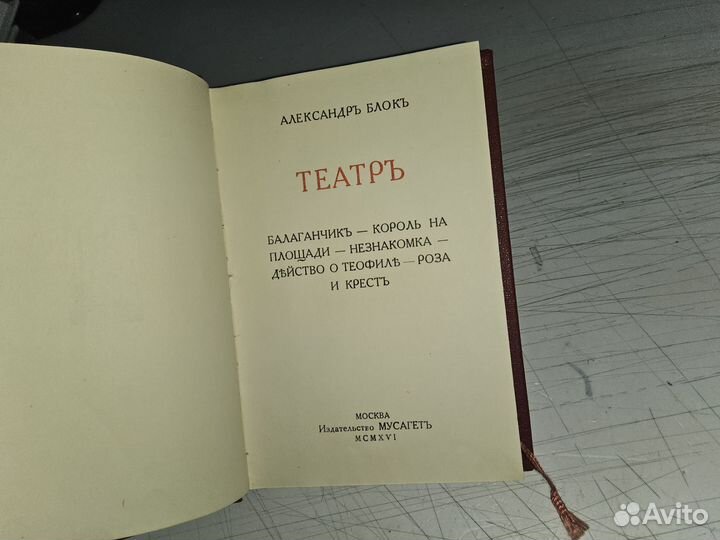 АЛЕКСАНДРЪ БЛОКЪ
ТЕАТРЪ
БАЛАГАНЧИКЪ — КОРОЛЬ НА
ПЛОЩАДИ — НЕЗНАКОМКА —
ДѢЙСТВО О ТЕОФИЛѢ — РОЗА
И КРЕСТЪ
МОСКВА
Издательство МУСАГЕТЪ
MCMXVI
Avito